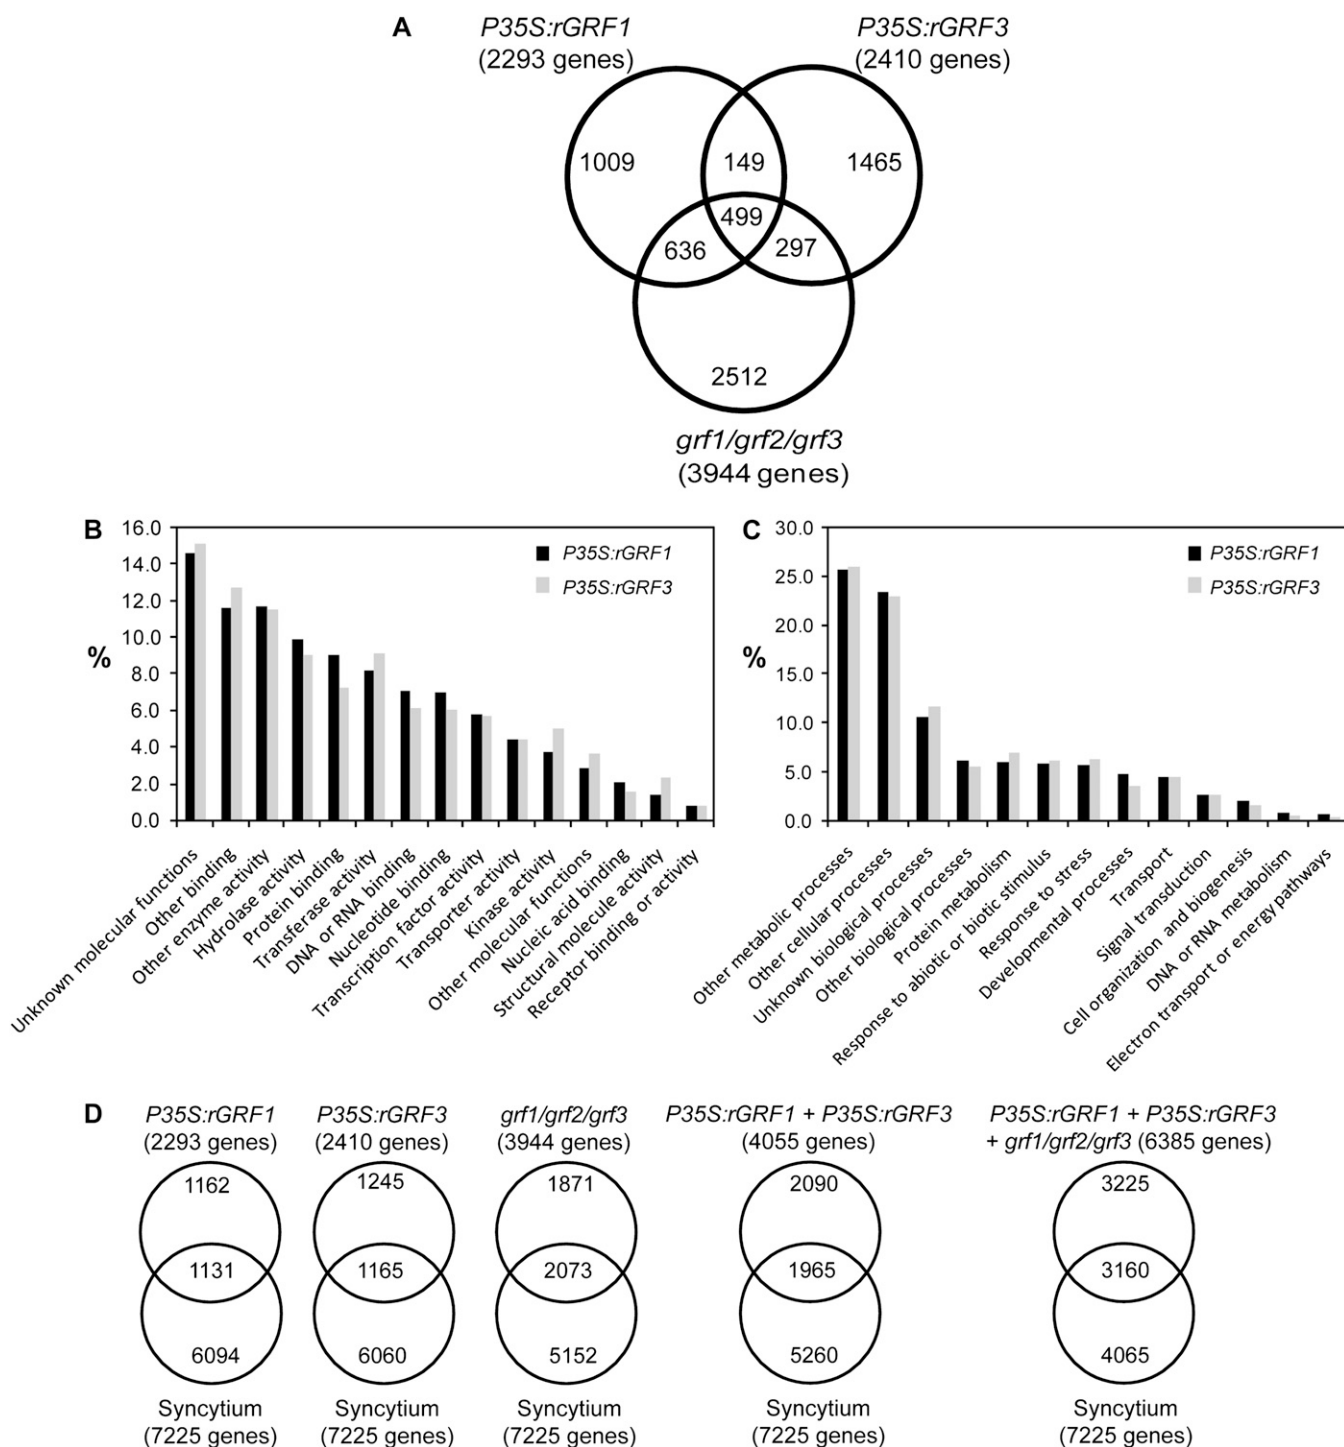 A
P35S:rGRF1
(2293 genes)
P35S:rGRF3
(2410 genes)
1009
149
1465
499
636
297
2512
grf1/grf2/grf3
(3944 genes)
B
16.0
14.0
12.0
10.0
8.0
6.0
4.0
2.0
0.0
%
P35S:rGRF1
P35S:rGRF3
Unknown molecular functions
Other binding
Other enzyme activity
Hydrolase activity
Protein binding
Transferase activity
DNA or RNA binding
Nucleotide binding
Transcription factor activity
Transporter activity
Kinase activity
Other molecular functions
Nucleic acid binding
Structural molecule activity
Receptor binding or activity
C
30.0
25.0
20.0
15.0
10.0
5.0
0.0
%
P35S:rGRF1
P35S:rGRF3
Other metabolic processes
Other cellular processes
Unknown biological processes
Other biological processes
Protein metabolism
Response to abiotic or biotic stimulus
Response to stress
Developmental processes
Transport
Signal transduction
Cell organization and biogenesis
DNA or RNA metabolism
Electron transport or energy pathways
D
P35S:rGRF1
(2293 genes)
1162
1131
6094
Syncytium
(7225 genes)
P35S:rGRF3
(2410 genes)
1245
1165
6060
Syncytium
(7225 genes)
grf1/grf2/grf3
(3944 genes)
1871
2073
5152
Syncytium
(7225 genes)
P35S:rGRF1 + P35S:rGRF3
(4055 genes)
2090
1965
5260
Syncytium
(7225 genes)
P35S:rGRF1 + P35S:rGRF3
+ grf1/grf2/grf3 (6385 genes)
3225
3160
4065
Syncytium
(7225 genes)